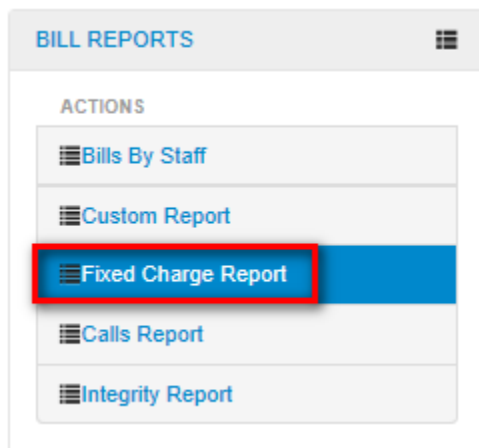 BILL REPORTS
ACTIONS
Bills By Staff
Custom Report
Fixed Charge Report
Calls Report
Integrity Report